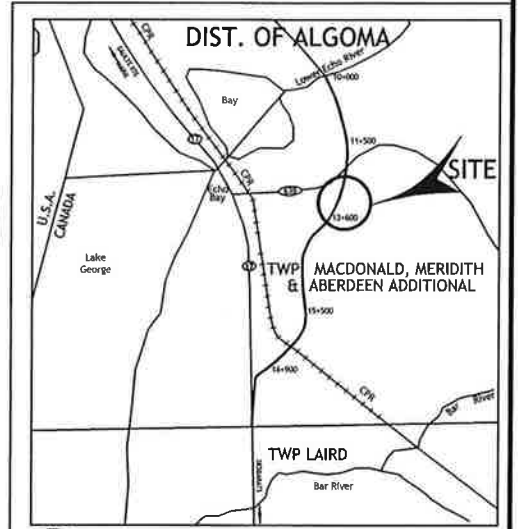 DIST. OF ALGOMA
CPR
Lower Echo River
10+000
Bay
17
11+500
CPR
SITE
638
Echo
Bay
13+600
U.S.A.
CANADA
Lake
George
17
TWP MACDONALD, MERIDITH
& ABERDEEN ADDITIONAL
15+500
16+900
CPR
Bar River
TWP LAIRD
Bar River